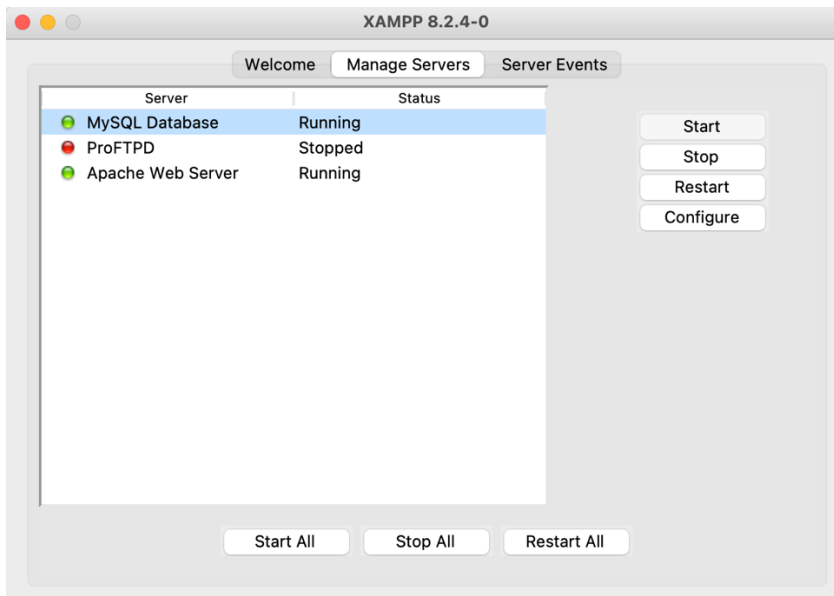 XAMPP 8.2.4-0
Welcome Manage Servers Server Events
Server Status
MySQL Database Running
ProFTPD Stopped
Apache Web Server Running
Start
Stop
Restart
Configure
Start All Stop All Restart All